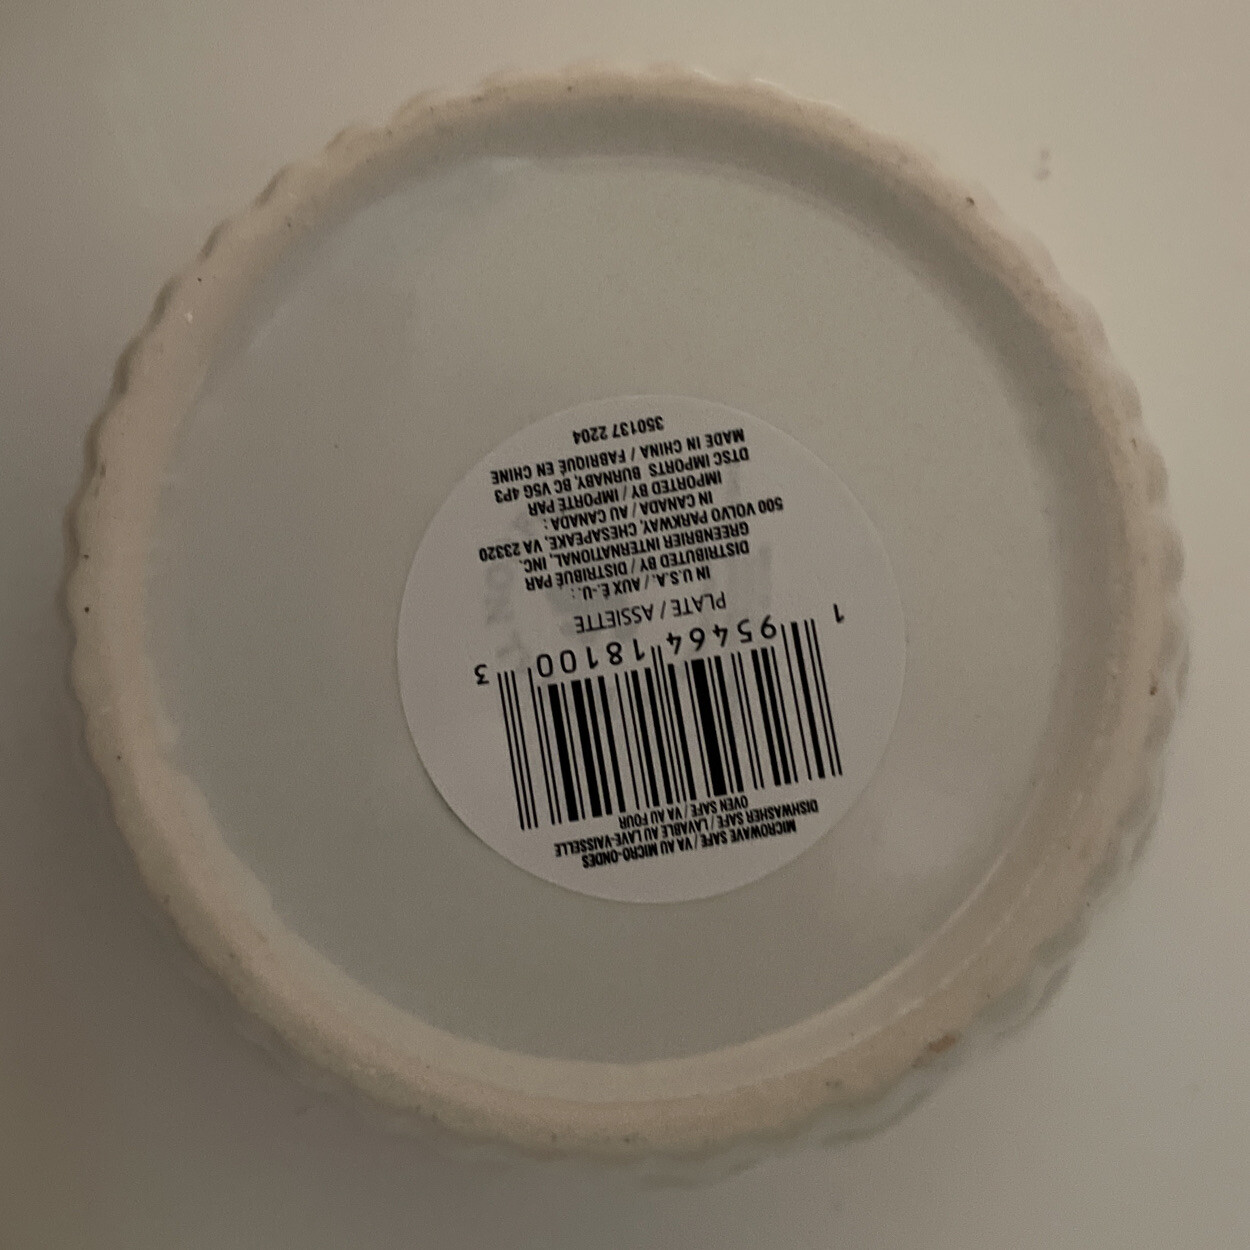 MICROWAVE SAFE / VA AU MICRO-ONDES
DISHWASHER SAFE / LAVABLE AU LAVE-VAISSELLE
OVEN SAFE / VA AU FOUR
1 95464 18100 3
PLATE / ASSIETTE
IN U.S.A. / AUX É.-U.:
DISTRIBUTED BY / DISTRIBUÉ PAR
GREENBRIER INTERNATIONAL, INC.
500 VOLVO PARKWAY, CHESAPEAKE, VA 23320
IN CANADA / AU CANADA :
IMPORTED BY / IMPORTÉ PAR
DTSC IMPORTS BURNABY, BC V5G 4P3
MADE IN CHINA / FABRIQUÉ EN CHINE
350137 2204